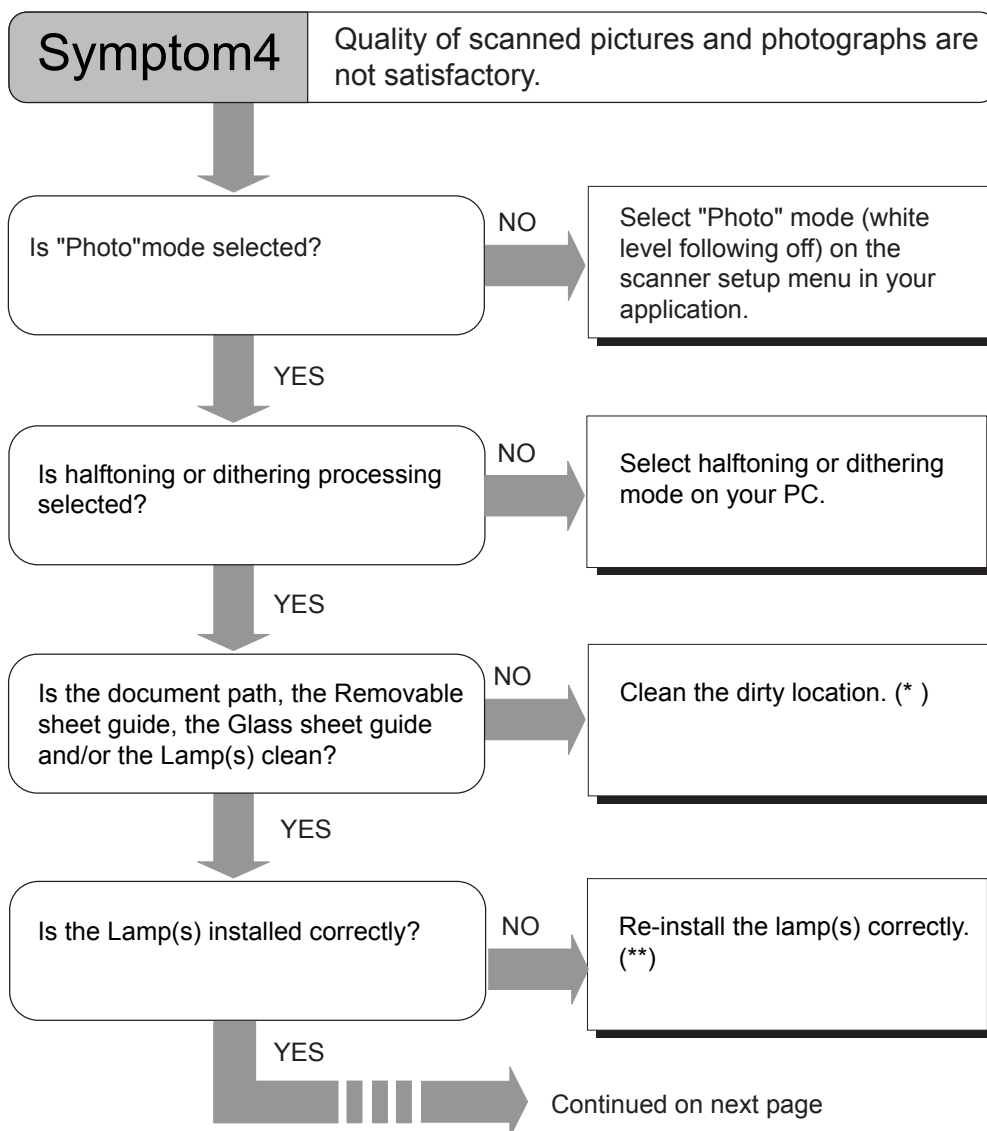 Symptom4
Quality of scanned pictures and photographs are
not satisfactory.
Is "Photo"mode selected?
NO
Select "Photo" mode (white
level following off) on the
scanner setup menu in your
application.
YES
Is halftoning or dithering processing
selected?
NO
Select halftoning or dithering
mode on your PC.
YES
Is the document path, the Removable
sheet guide, the Glass sheet guide
and/or the Lamp(s) clean?
NO
Clean the dirty location. (* )
YES
Is the Lamp(s) installed correctly?
NO
Re-install the lamp(s) correctly.
(**)
YES
Continued on next page